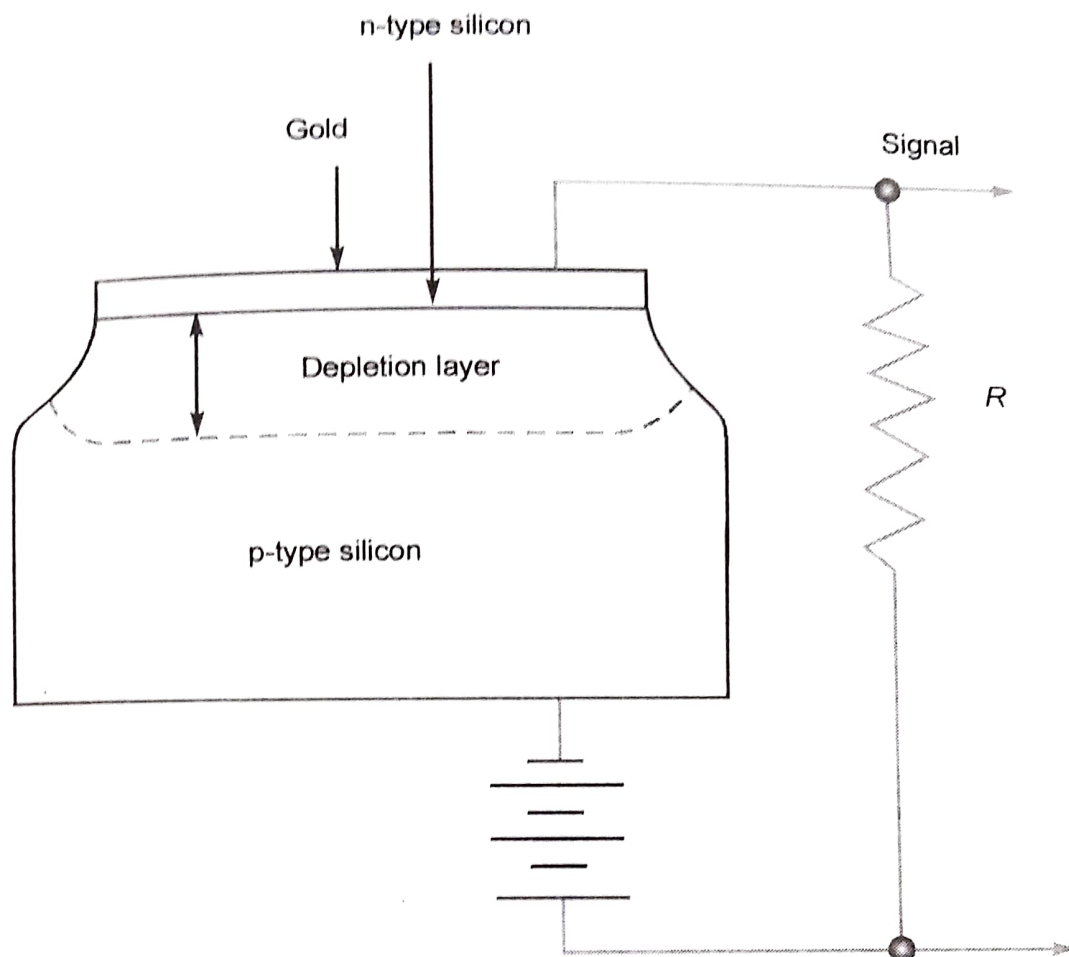 n-type silicon
Gold
Signal
Depletion layer
R
p-type silicon